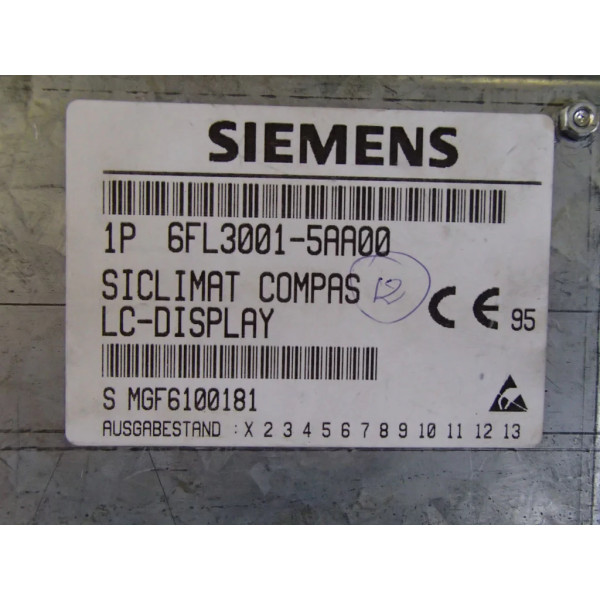 SIEMENS
1P 6FL3001-5AA00
SICLIMAT COMPAS 12
LC-DISPLAY
CE 95
S MGF6100181
AUSGABESTAND : X 2 3 4 5 6 7 8 9 10 11 12 13